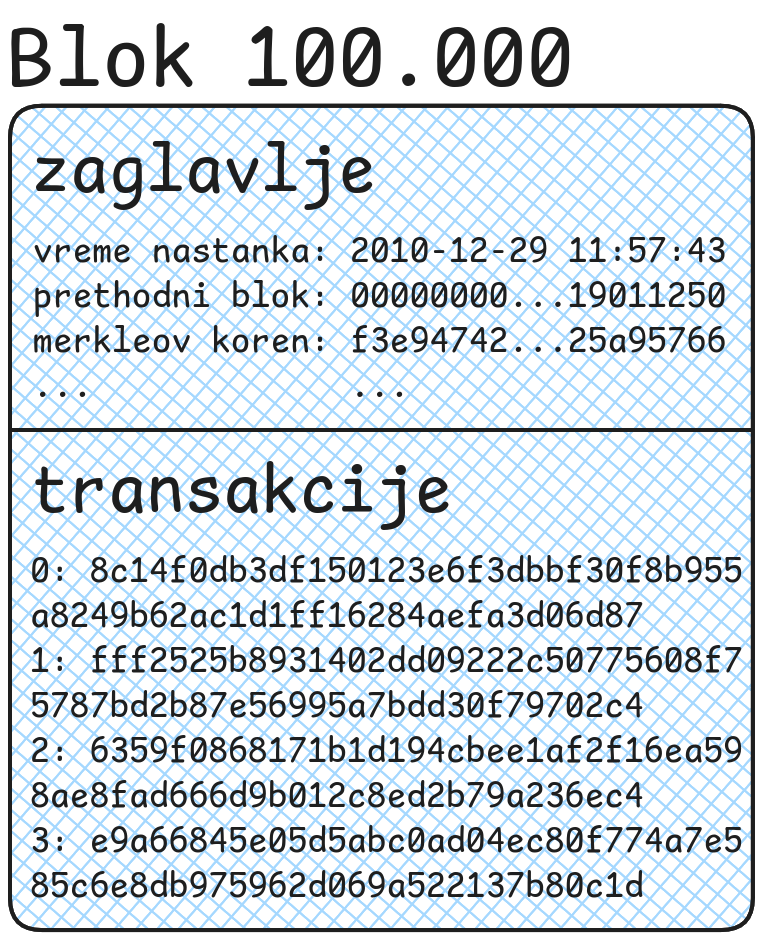 Blok 100.000
zaglavlje
vreme nastanka: 2010-12-29 11:57:43
prethodni blok: 00000000...19011250
merkleov koren: f3e94742...25a95766
... ...
transakcije
0: 8c14f0db3df150123e6f3dbbf30f8b955
a8249b62ac1d1ff16284aefa3d06d87
1: fff2525b8931402dd09222c50775608f7
5787bd2b87e56995a7bdd30f79702c4
2: 6359f0868171b1d194cbee1af2f16ea59
8ae8fad666d9b012c8ed2b79a236ec4
3: e9a66845e05d5abc0ad04ec80f774a7e5
85c6e8db975962d069a522137b80c1d